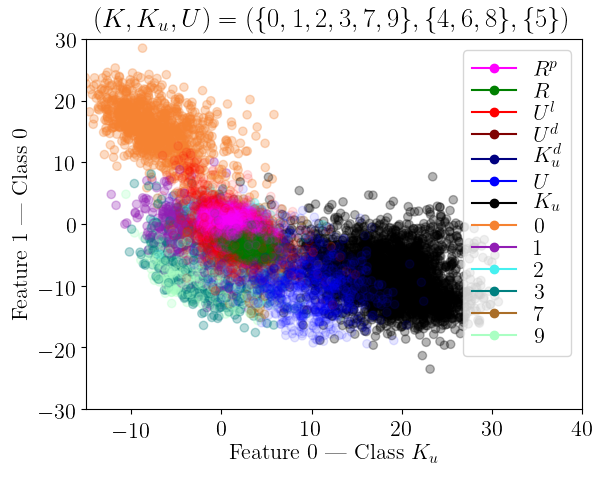 (K, K_u, U) = ({0, 1, 2, 3, 7, 9}, {4, 6, 8}, {5})
30
20
10
0
−10
−20
−30
Feature 1 — Class 0
−10
0
10
20
30
40
Feature 0 — Class K_u
R^p
R
U^l
U^d
K_u^d
U
K_u
0
1
2
3
7
9